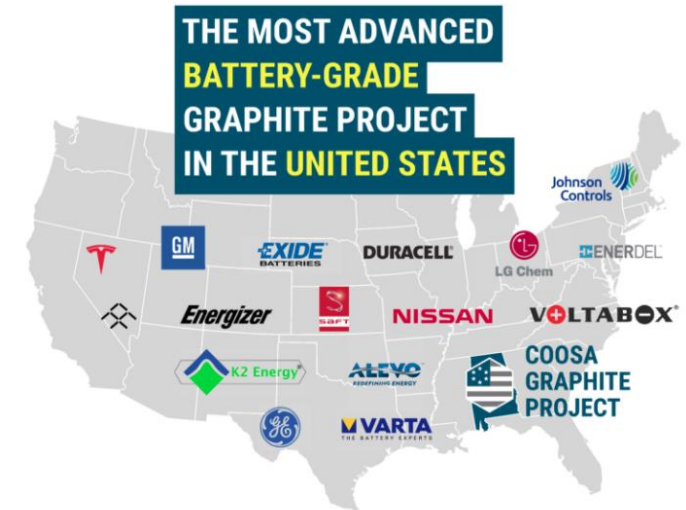 THE MOST ADVANCED
BATTERY-GRADE
GRAPHITE PROJECT
IN THE UNITED STATES
Johnson
Controls
GM
EXIDE
BATTERIES
DURACELL
LG
LG Chem
ENERDEL
Energizer
SAFT
NISSAN
VOLTABOX
K2 Energy
ALEVO
REDEFINING ENERGY
COOSA
GRAPHITE
PROJECT
GE
VARTA
THE BATTERY EXPERTS